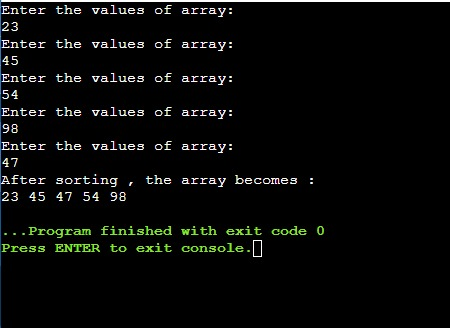 Enter the values of array:
23
Enter the values of array:
45
Enter the values of array:
54
Enter the values of array:
98
Enter the values of array:
47
After sorting , the array becomes :
23 45 47 54 98
...Program finished with exit code 0
Press ENTER to exit console.